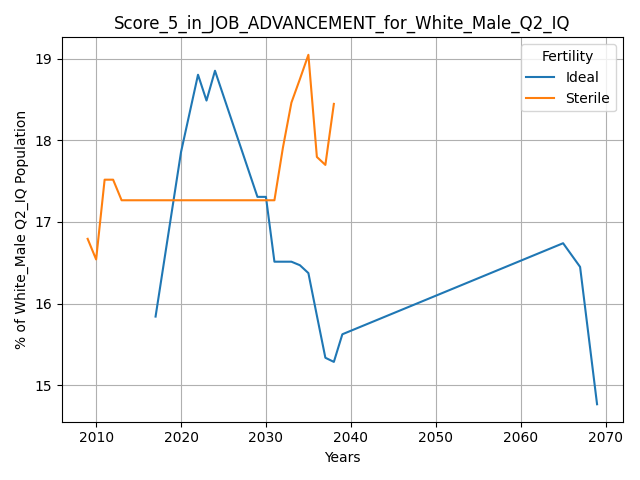 Score_5_in_JOB_ADVANCEMENT_for_White_Male_Q2_IQ
Fertility
Ideal
Sterile
% of White_Male Q2_IQ Population
19
18
17
16
15
2010
2020
2030
2040
2050
2060
2070
Years